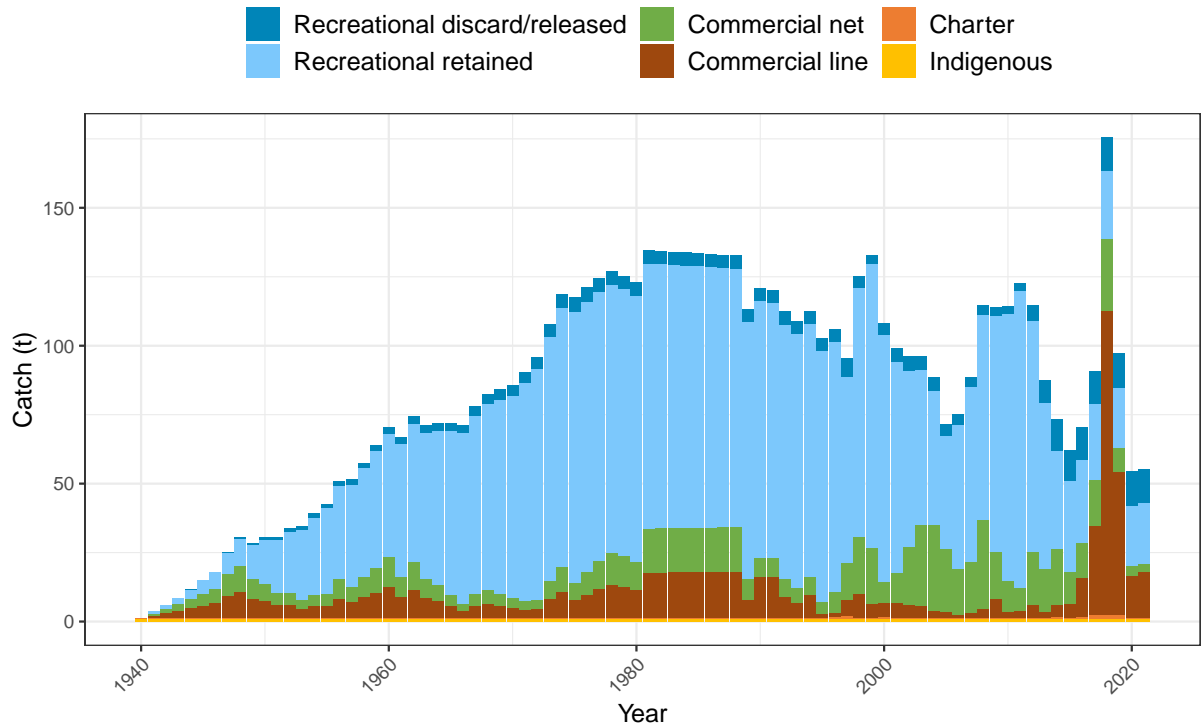 Recreational discard/released Commercial net Charter
Recreational retained Commercial line Indigenous
150
100
50
0
Catch (t)
1940 1960 1980 2000 2020
Year